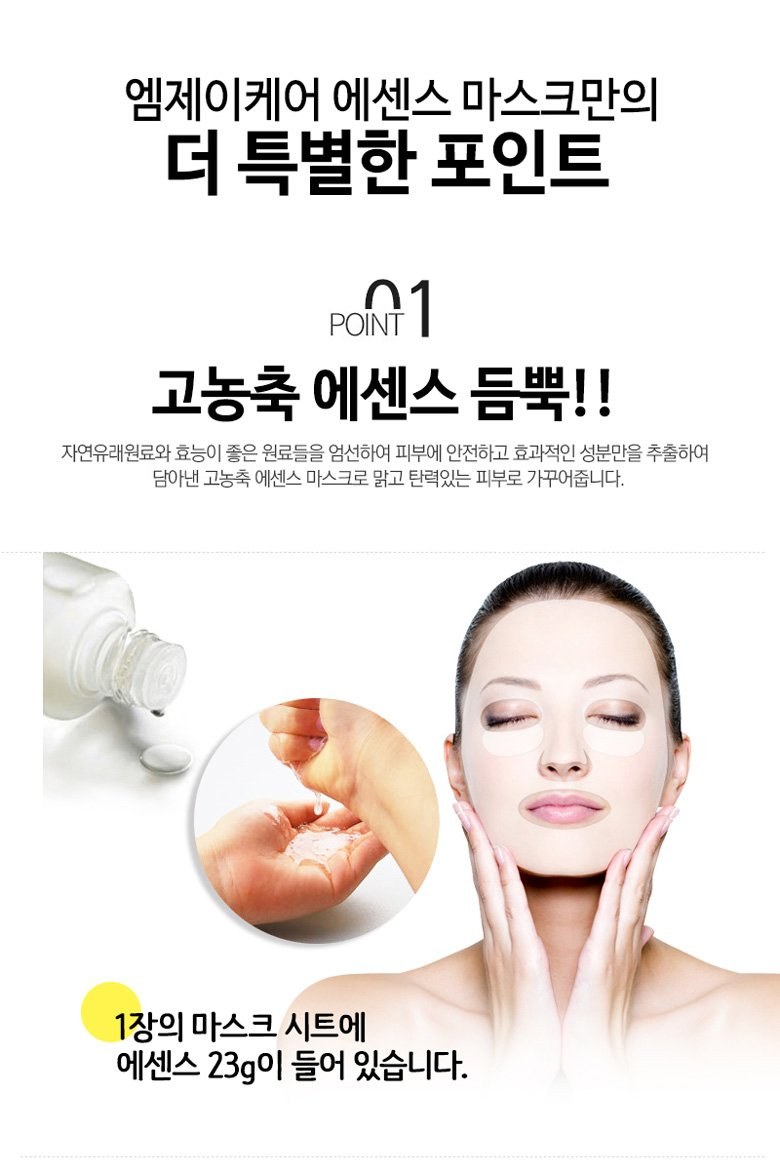 엠제이케어 에센스 마스크만의
더 특별한 포인트
POINT 01
고농축 에센스 듬뿍!!
자연유래원료와 효능이 좋은 원료들을 엄선하여 피부에 안전하고 효과적인 성분만을 추출하여
담아낸 고농축 에센스 마스크로 맑고 탄력있는 피부로 가꾸어줍니다.
1장의 마스크 시트에
에센스 23g이 들어 있습니다.